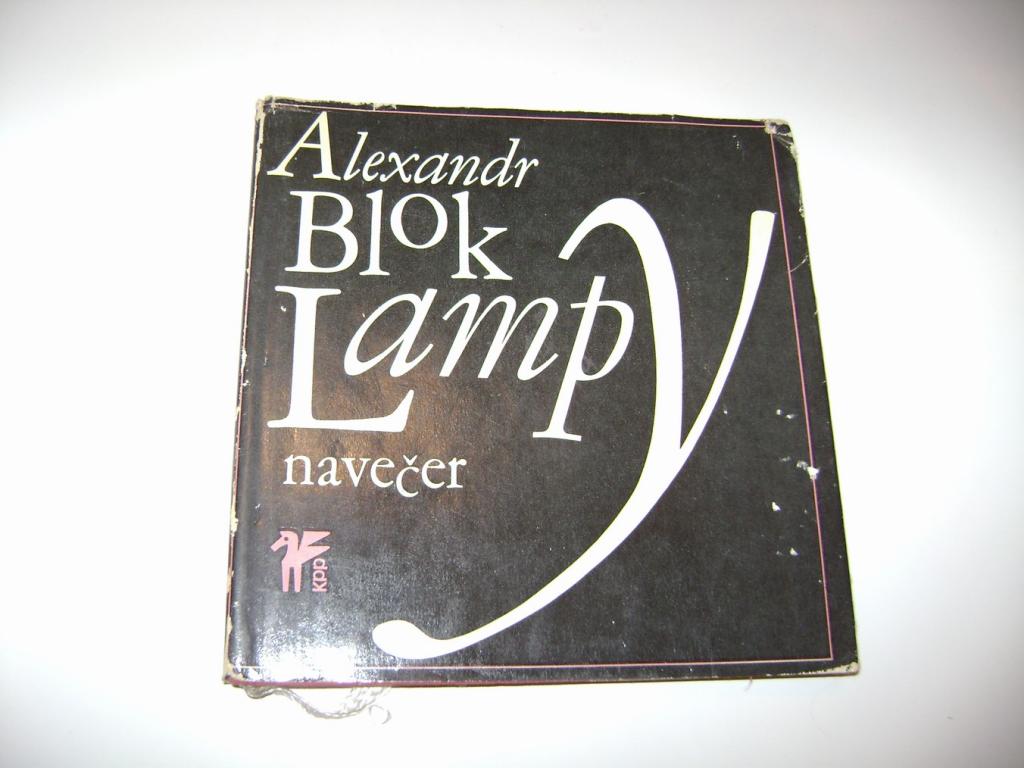 Alexandr
Blok
Lampy
navečer
kpp